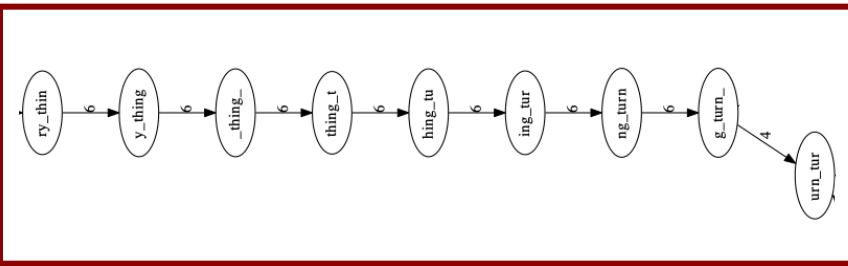 ry_thin
6
y_thing
6
_thing_
6
thing_t
6
hing_tu
6
ing_tur
6
ng_turn
6
g_turn_
4
urn_tur